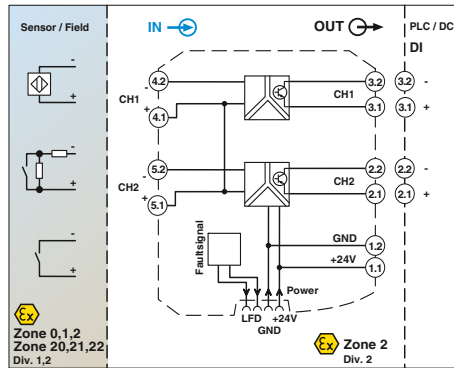 Sensor / Field
IN
OUT
PLC / DC
DI
-
+
4.2
-
CH1
+
4.1
3.2
CH1
3.1
3.2 -
3.1 +
-
+
5.2
-
CH2
+
5.1
2.2
CH2
2.1
2.2 -
2.1 +
-
+
Faultsignal
GND
1.2
+24V
1.1
Power
LFD
+24V
GND
Ex
Zone 0,1,2
Zone 20,21,22
Div. 1,2
Ex
Zone 2
Div. 2